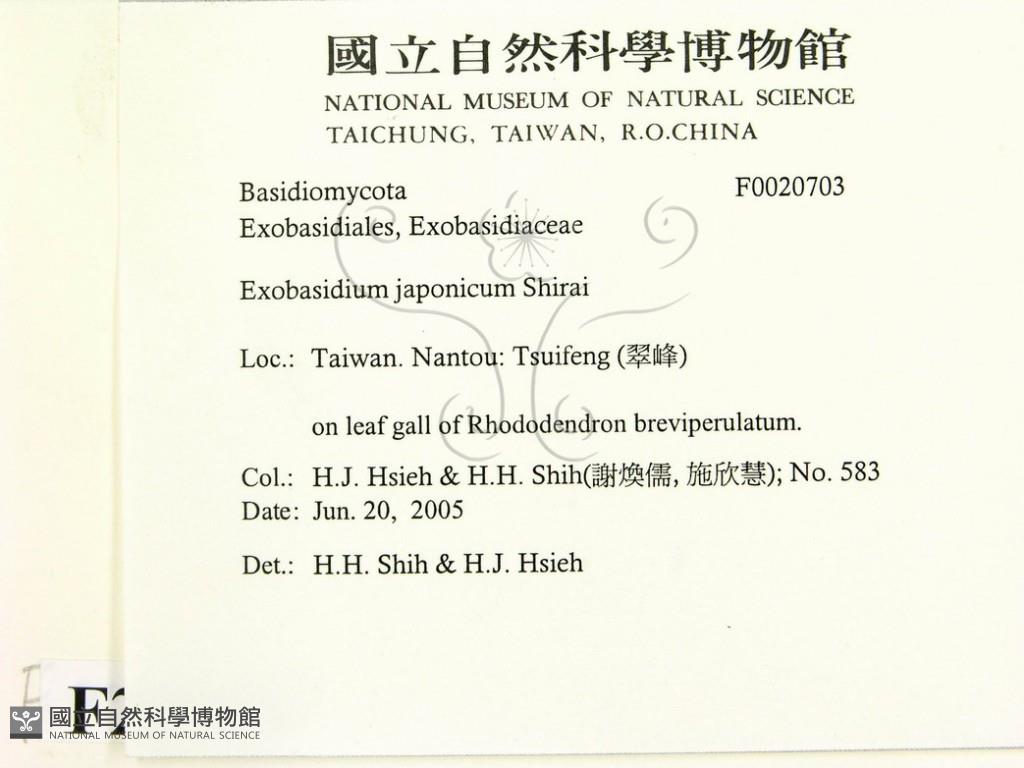 國立自然科學博物館
NATIONAL MUSEUM OF NATURAL SCIENCE
TAICHUNG, TAIWAN, R.O.CHINA
Basidiomycota F0020703
Exobasidiales, Exobasidiaceae
Exobasidium japonicum Shirai
Loc.: Taiwan. Nantou: Tsuifeng (翠峰)
on leaf gall of Rhododendron breviperulatum.
Col.: H.J. Hsieh & H.H. Shih(謝煥儒, 施欣慧); No. 583
Date: Jun. 20, 2005
Det.: H.H. Shih & H.J. Hsieh
國立自然科學博物館
NATIONAL MUSEUM OF NATURAL SCIENCE